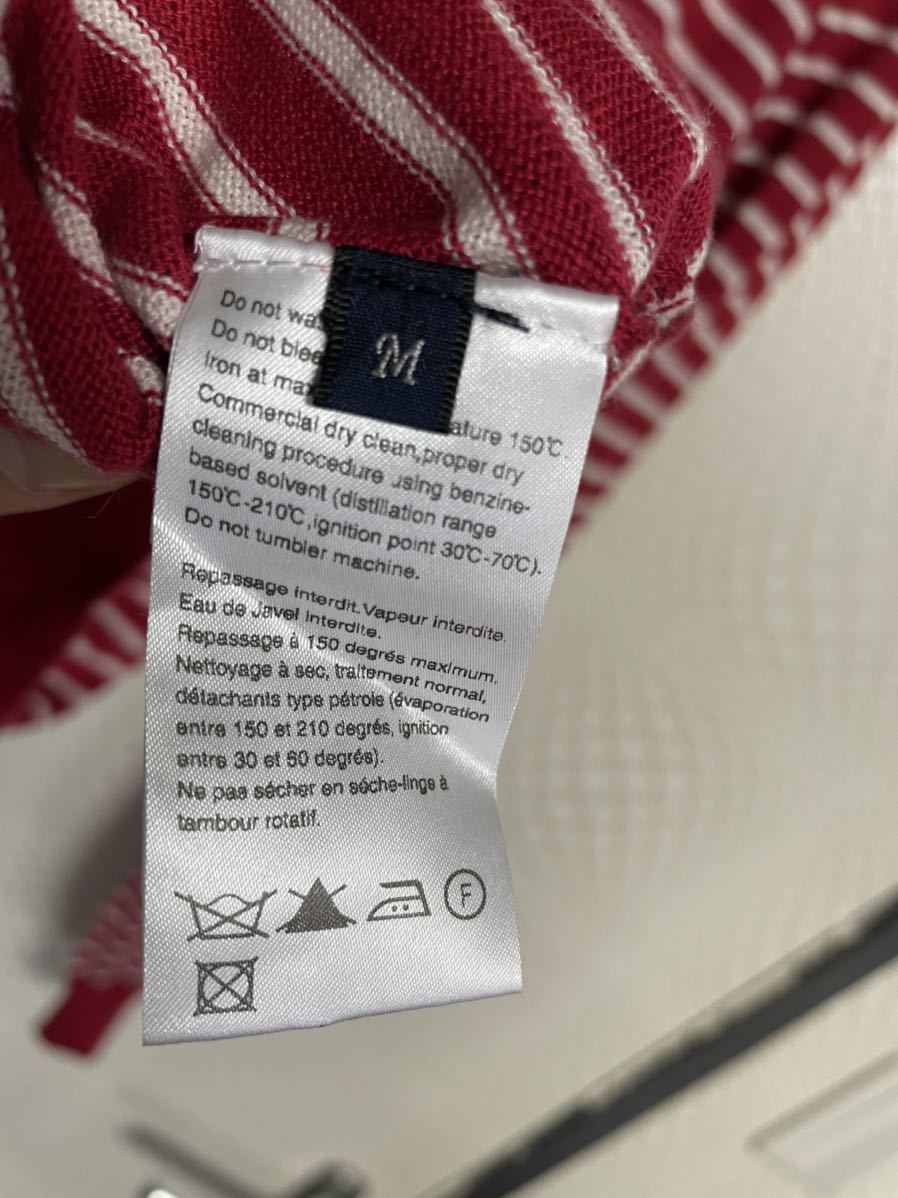 M
Do not
Do not
Iron at 150℃.
Commercial dry clean,proper dry
cleaning procedure using benzine-
based solvent (distillation range
150℃-210℃,ignition point 30℃-70℃).
Do not tumbler machine.
Repassage interdit.Vapeur interdite.
Eau de Javel interdite.
Repassage à 150 degrés maximum.
Nettoyage à sec, traitement normal,
détachants type pétrole (évaporation
entre 150 et 210 degrés, ignition
entre 30 et 60 degrés).
Ne pas sécher en séche-linge à
tambour rotatif.
F